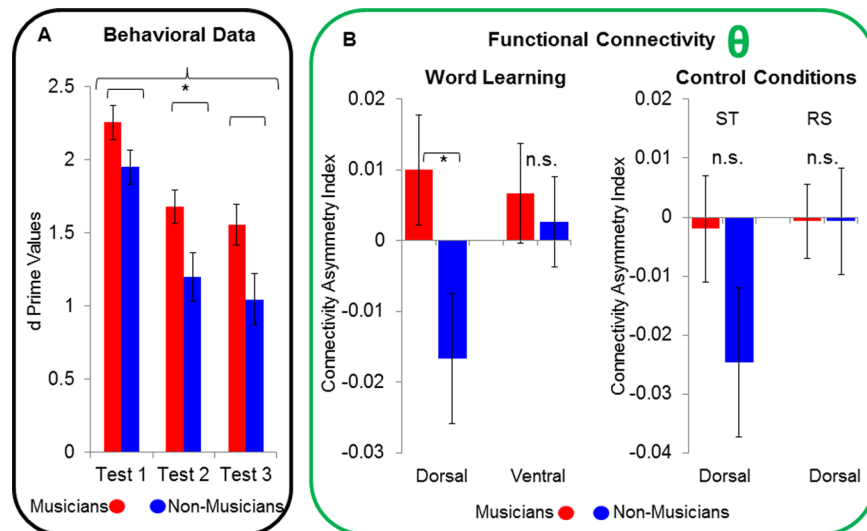 A Behavioral Data
*
2.5
2
1.5
1
0.5
0
d Prime Values
Test 1 Test 2 Test 3
Musicians Non-Musicians
B Functional Connectivity θ
Word Learning
0.02
0.01
0
-0.01
-0.02
-0.03
Connectivity Asymmetry Index
*
n.s.
Dorsal Ventral
Control Conditions
0.02
0.01
0
-0.01
-0.02
-0.03
-0.04
Connectivity Asymmetry Index
ST RS
n.s. n.s.
Dorsal Dorsal
Musicians Non-Musicians